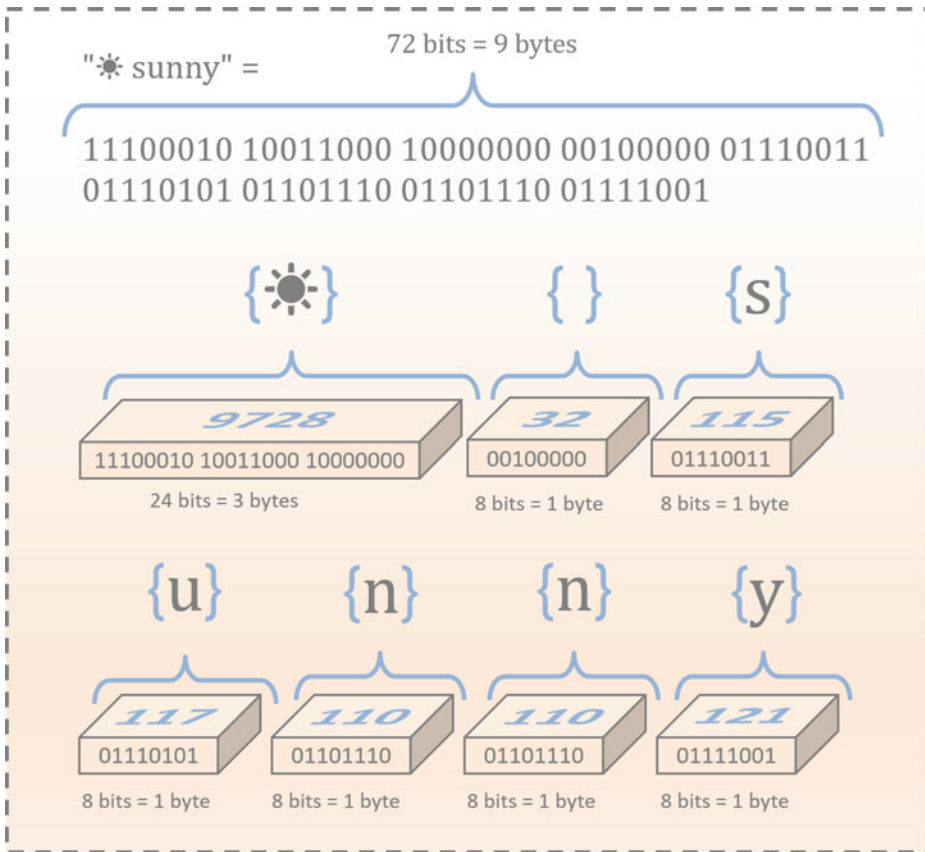 72 bits = 9 bytes
"☀ sunny" =
11100010 10011000 10000000 00100000 01110011
01110101 01101110 01101110 01111001
{☀} { } {s}
9728 32 115
11100010 10011000 10000000 00100000 01110011
24 bits = 3 bytes 8 bits = 1 byte 8 bits = 1 byte
{u} {n} {n} {y}
117 110 110 121
01110101 01101110 01101110 01111001
8 bits = 1 byte 8 bits = 1 byte 8 bits = 1 byte 8 bits = 1 byte